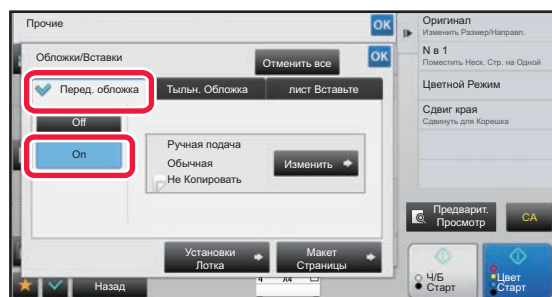 Прочие
OK
Обложки/Вставки
Отменить все
OK
Перед. обложка
Тыльн. Обложка
лист Вставьте
Off
On
Ручная подача
Обычная
Не Копировать
Изменить
Установки
Лотка
Макет
Страницы
Назад
4
A4
Оригинал
Изменить Размер/Направл.
N в 1
Поместить Неск. Стр. на Одной
Цветной Режим
Сдвиг края
Сдвинуть для Корешка
Предварит.
Просмотр
CA
Ч/Б
Старт
Цвет
Старт